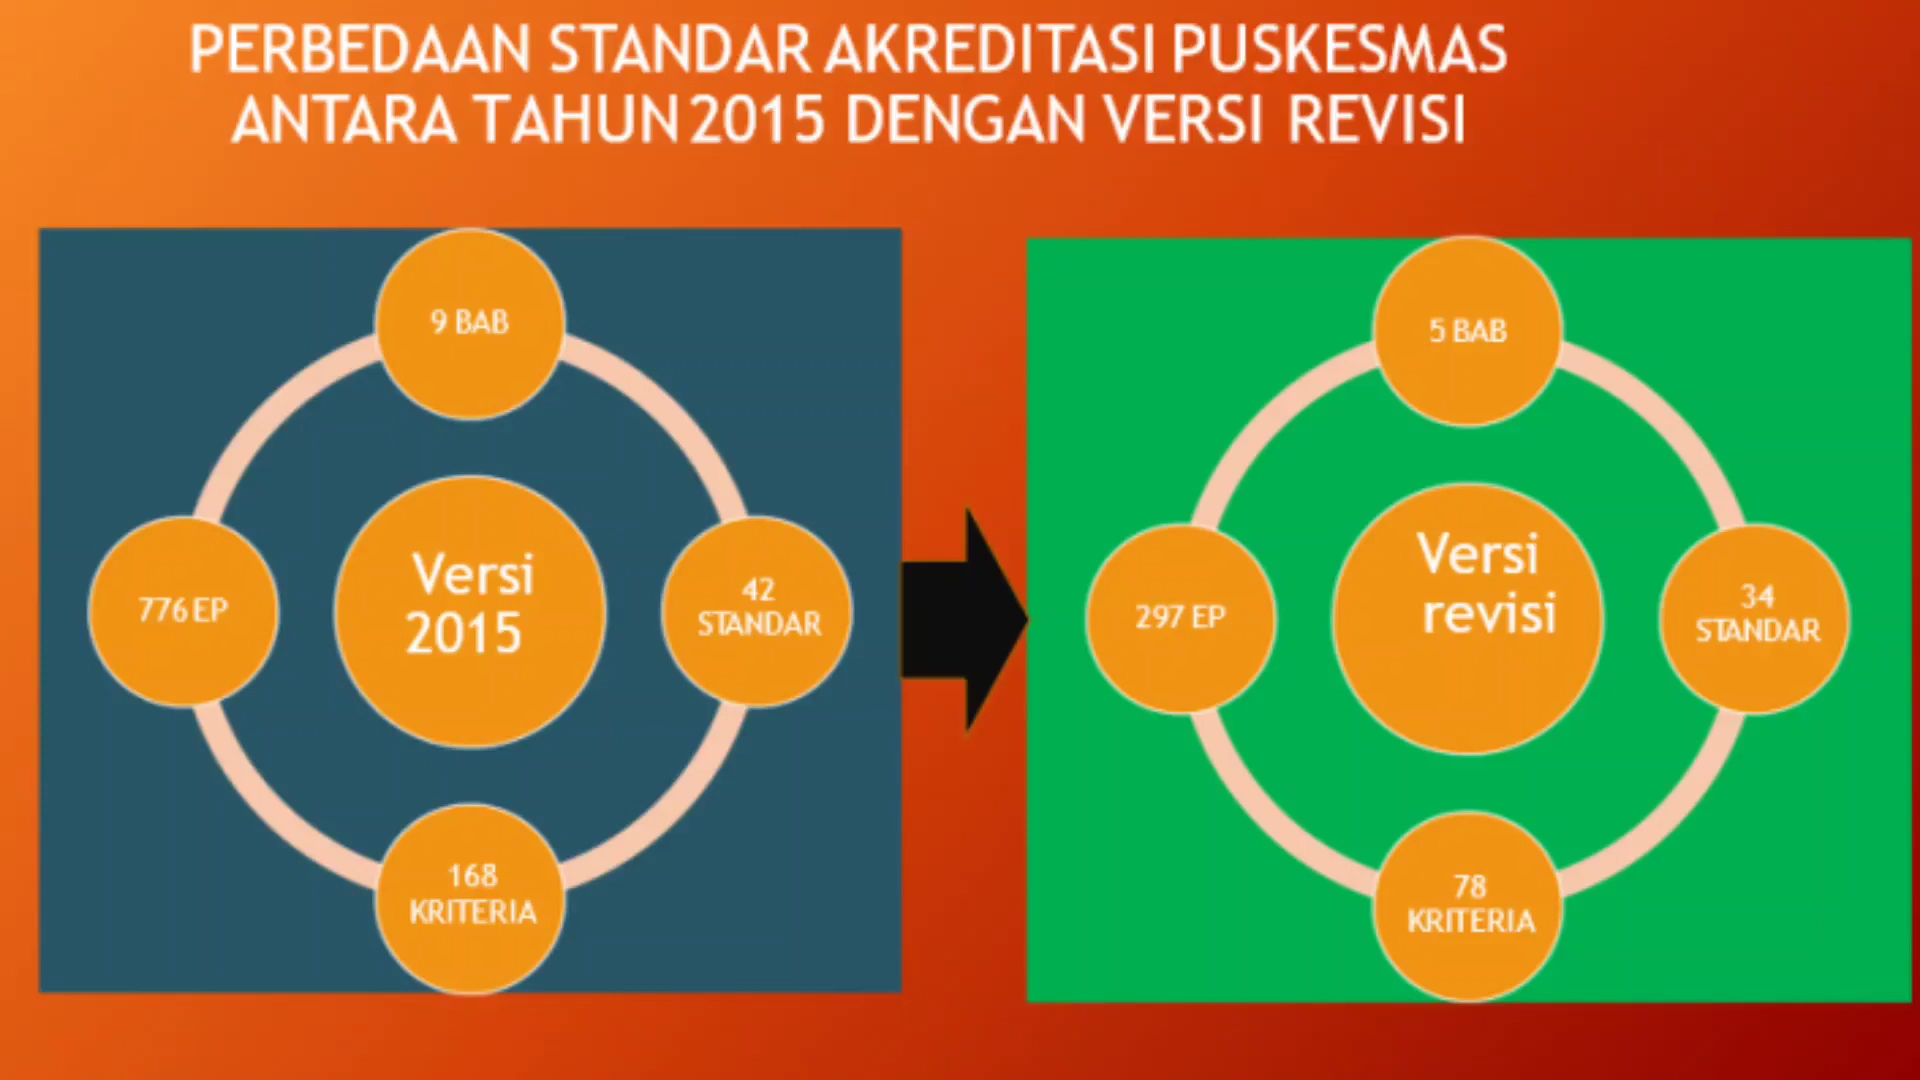 PERBEDAAN STANDAR AKREDITASI PUSKESMAS
ANTARA TAHUN 2015 DENGAN VERSI REVISI
9 BAB
776 EP
Versi
2015
42
STANDAR
168
KRITERIA
5 BAB
297 EP
Versi
revisi
34
STANDAR
78
KRITERIA